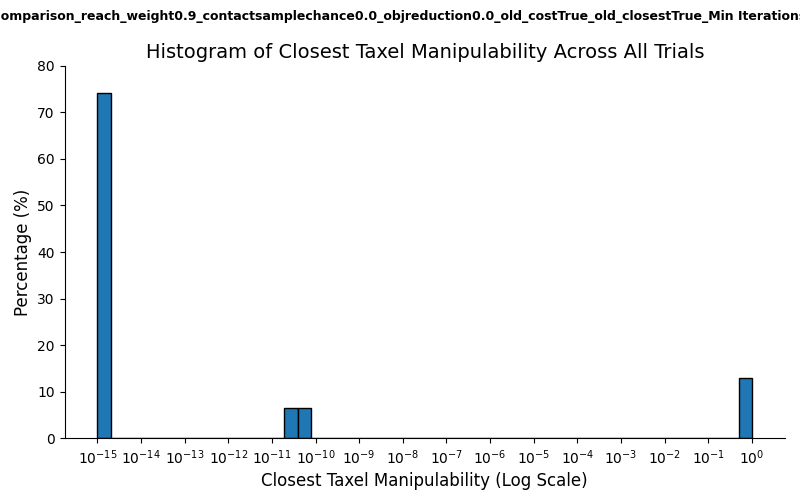 omparison_reach_weight0.9_contactsamplechance0.0_objreduction0.0_old_costTrue_old_closestTrue_Min Iterations
Histogram of Closest Taxel Manipulability Across All Trials
Percentage (%)
80
70
60
50
40
30
20
10
0
10⁻¹⁵ 10⁻¹⁴ 10⁻¹³ 10⁻¹² 10⁻¹¹ 10⁻¹⁰ 10⁻⁹ 10⁻⁸ 10⁻⁷ 10⁻⁶ 10⁻⁵ 10⁻⁴ 10⁻³ 10⁻² 10⁻¹ 10⁰
Closest Taxel Manipulability (Log Scale)